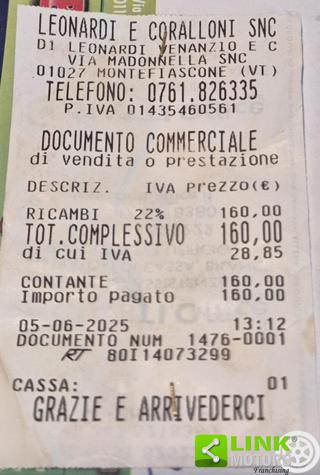 LEONARDI E CORALLONI SNC
DI LEONARDI VENANZIO E C
VIA MADONNELLA SNC
01027 MONTEFIASCONE (VT)
TELEFONO: 0761.826335
P.IVA 01435460561
DOCUMENTO COMMERCIALE
di vendita o prestazione
DESCRIZ. IVA Prezzo(€)
RICAMBI 22% 160,00
TOT.COMPLESSIVO 160,00
di cui IVA 28,85
CONTANTE 160,00
Importo pagato 160,00
05-06-2025 13:12
DOCUMENTO NUM 1476-0001
RT 80I14073299
CASSA: 01
GRAZIE E ARRIVEDERCI
LINK
MOTORS
Franchising